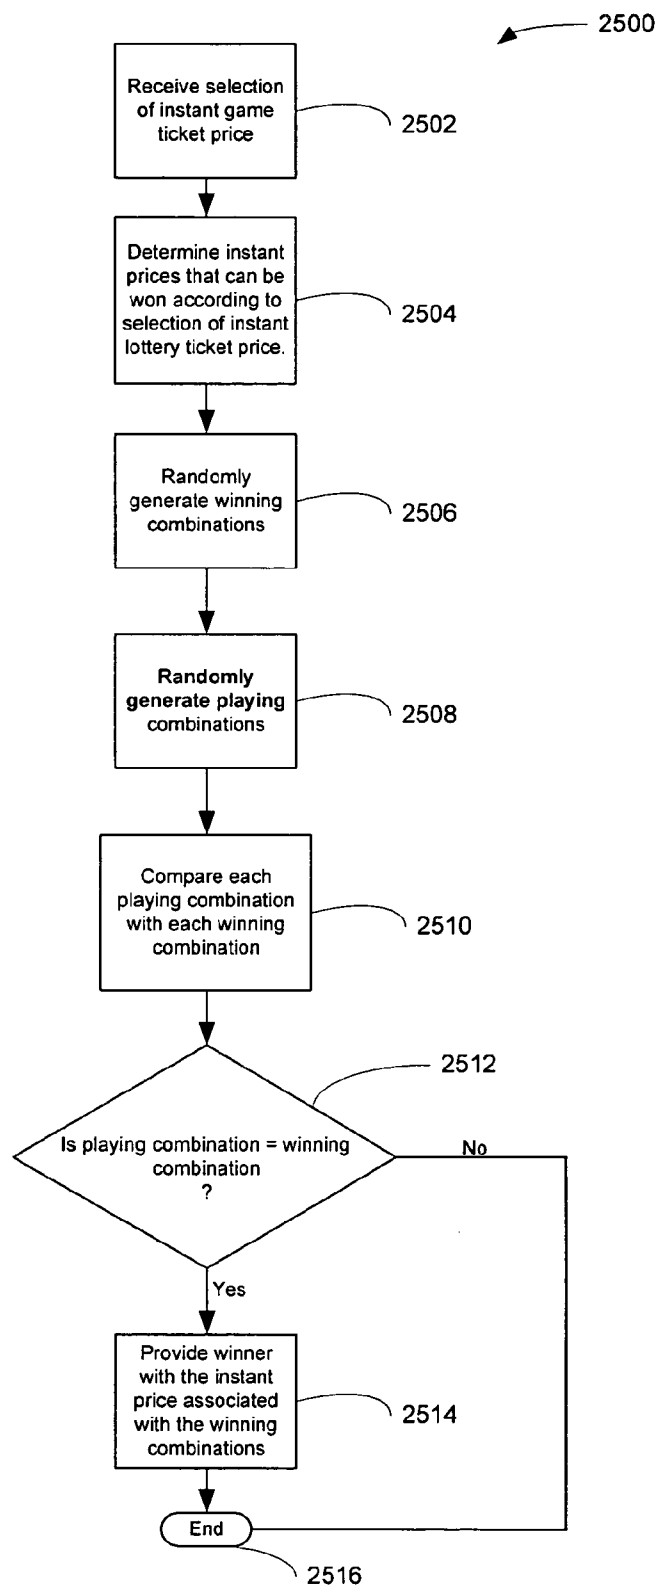 2500
Receive selection
of instant game
ticket price
2502
Determine instant
prices that can be
won according to
selection of instant
lottery ticket price.
2504
Randomly
generate winning
combinations
2506
Randomly
generate playing
combinations
2508
Compare each
playing combination
with each winning
combination
2510
2512
Is playing combination = winning
combination
?
No
Yes
Provide winner
with the instant
price associated
with the winning
combinations
2514
End
2516